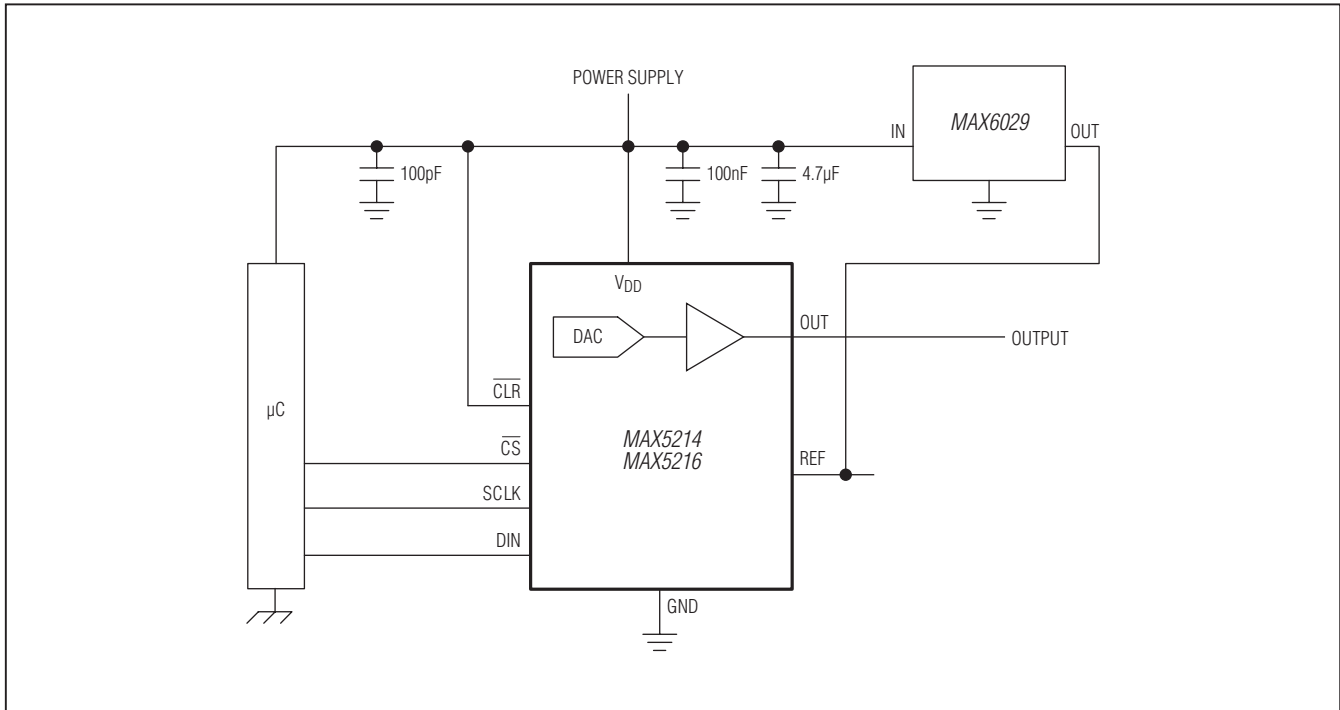 POWER SUPPLY
MAX6029
IN
OUT
100pF
100nF
4.7µF
VDD
DAC
OUT
OUTPUT
CLR
µC
MAX5214
MAX5216
CS
REF
SCLK
DIN
GND